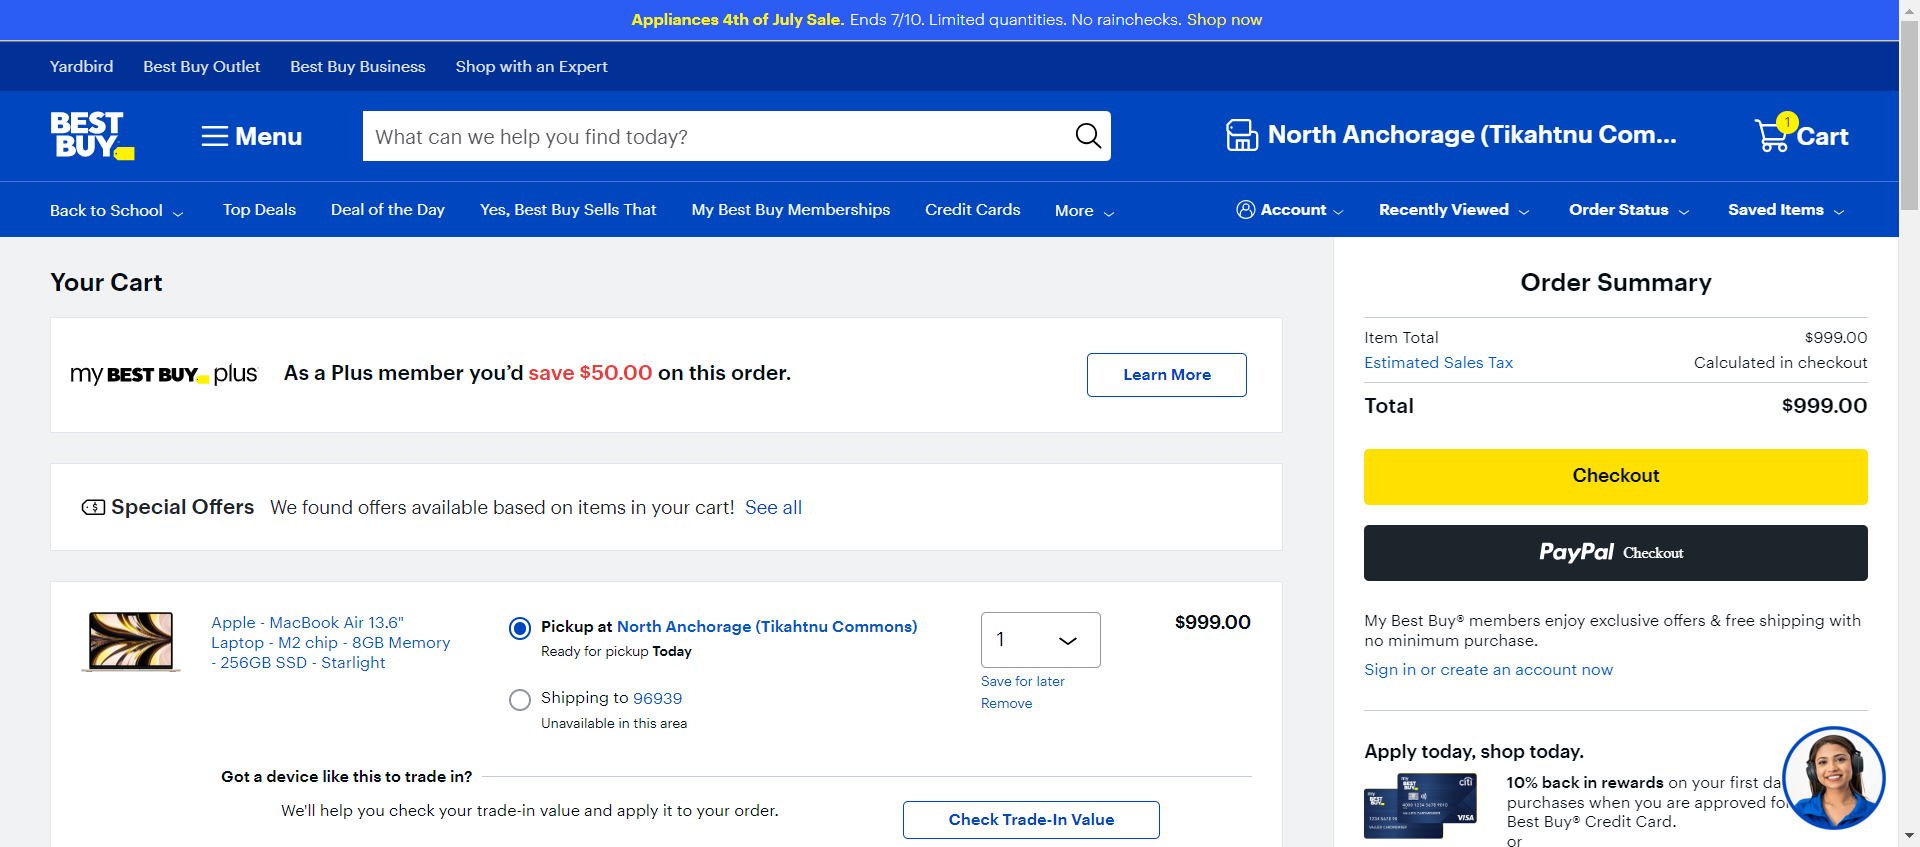 Appliances 4th of July Sale. Ends 7/10. Limited quantities. No rainchecks. Shop now
Yardbird Best Buy Outlet Best Buy Business Shop with an Expert
BEST BUY
Menu
What can we help you find today?
North Anchorage (Tikahtnu Com...
1
Cart
Back to School Top Deals Deal of the Day Yes, Best Buy Sells That My Best Buy Memberships Credit Cards More Account Recently Viewed Order Status Saved Items
Your Cart
my BEST BUY plus As a Plus member you'd save $50.00 on this order.
Learn More
Special Offers We found offers available based on items in your cart! See all
Apple - MacBook Air 13.6"
Laptop - M2 chip - 8GB Memory
- 256GB SSD - Starlight
Pickup at North Anchorage (Tikahtnu Commons)
Ready for pickup Today
Shipping to 96939
Unavailable in this area
1
Save for later
Remove
$999.00
Got a device like this to trade in?
We'll help you check your trade-in value and apply it to your order.
Check Trade-In Value
Order Summary
Item Total $999.00
Estimated Sales Tax Calculated in checkout
Total $999.00
Checkout
PayPal Checkout
My Best Buy® members enjoy exclusive offers & free shipping with
no minimum purchase.
Sign in or create an account now
Apply today, shop today.
10% back in rewards on your first da
purchases when you are approved fo
Best Buy® Credit Card.
or
citi
VISA